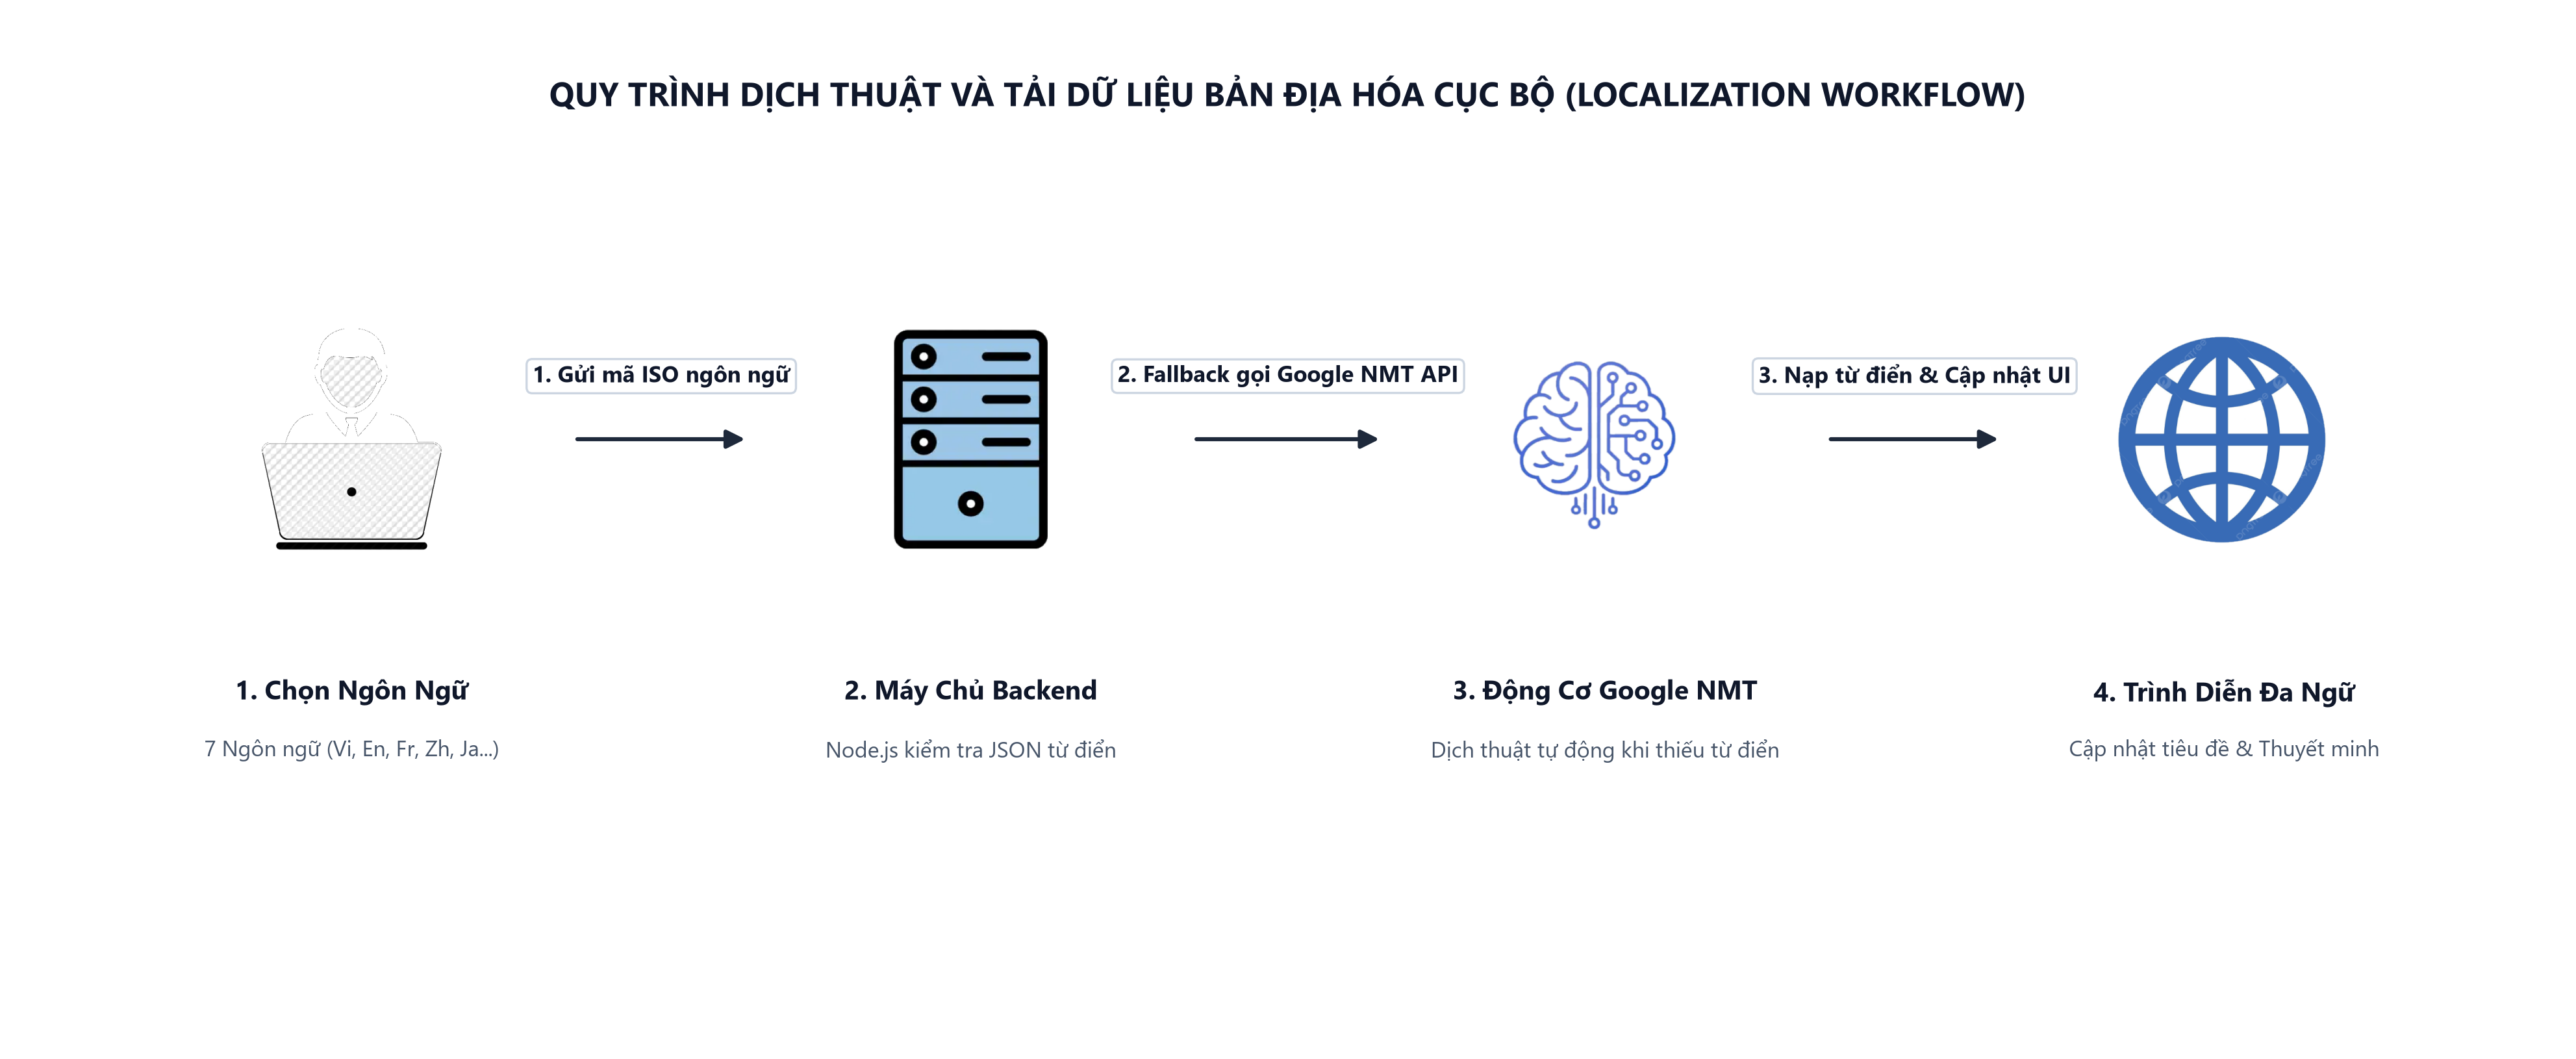 QUY TRÌNH DỊCH THUẬT VÀ TẢI DỮ LIỆU BẢN ĐỊA HÓA CỤC BỘ (LOCALIZATION WORKFLOW)
1. Gửi mã ISO ngôn ngữ
2. Fallback gọi Google NMT API
3. Nạp từ điển & Cập nhật UI
1. Chọn Ngôn Ngữ
2. Máy Chủ Backend
3. Động Cơ Google NMT
4. Trình Diễn Đa Ngữ
7 Ngôn ngữ (Vi, En, Fr, Zh, Ja...)
Node.js kiểm tra JSON từ điển
Dịch thuật tự động khi thiếu từ điển
Cập nhật tiêu đề & Thuyết minh